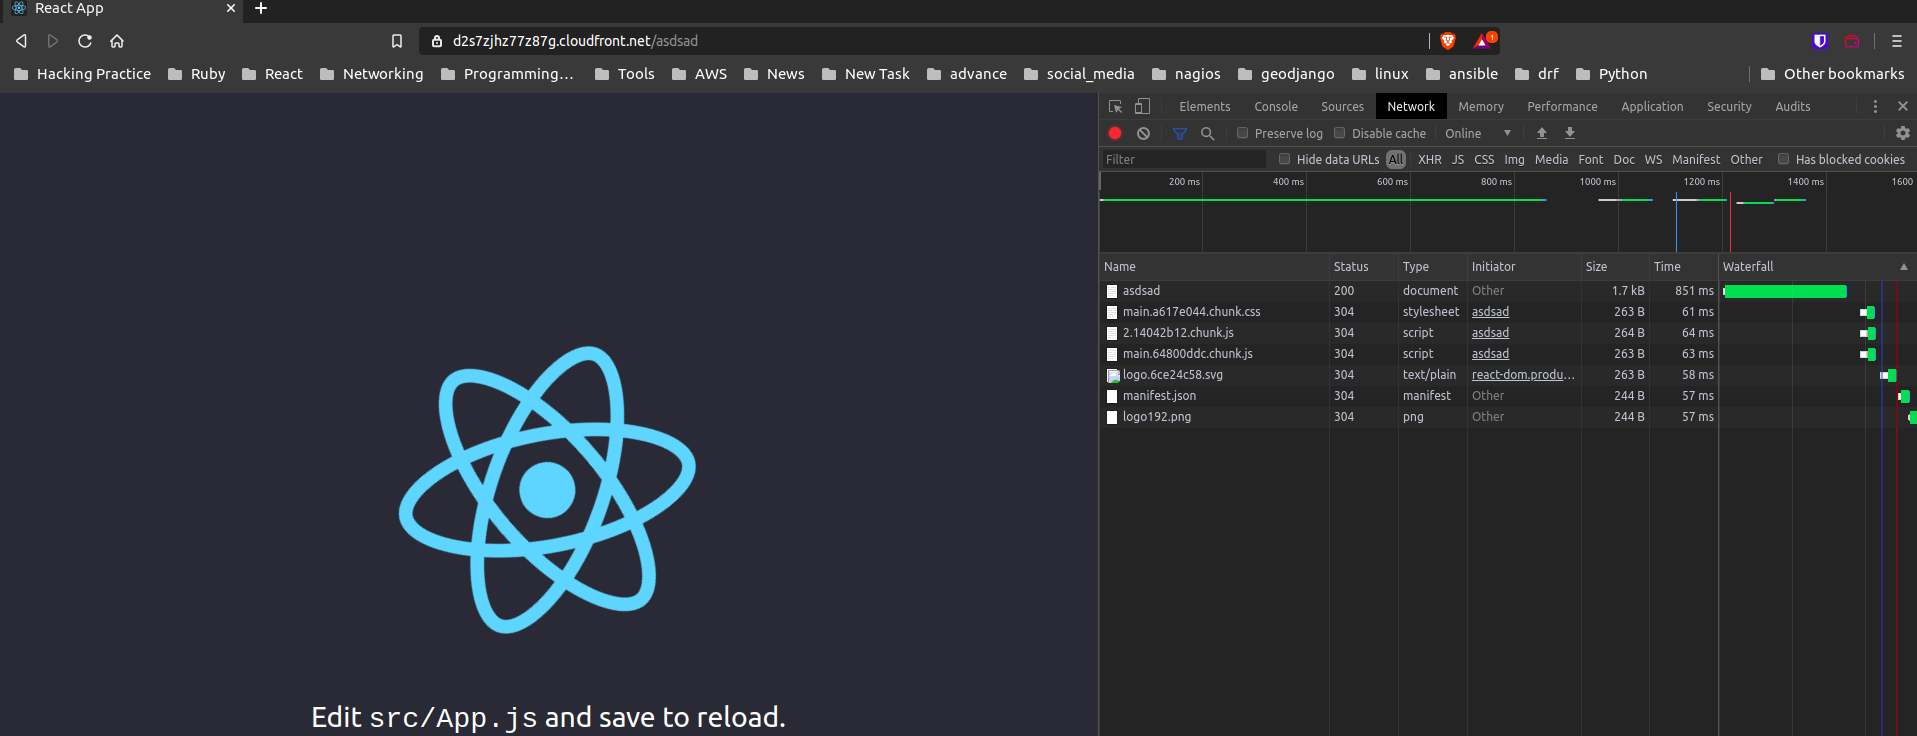 React App
d2s7zjhz77z87g.cloudfront.net/asdsad
1
Hacking Practice Ruby React Networking Programming... Tools AWS News New Task advance social_media nagios geodjango linux ansible drf Python Other bookmarks
Elements Console Sources Network Memory Performance Application Security Audits
Preserve log Disable cache Online
Filter Hide data URLs All XHR JS CSS Img Media Font Doc WS Manifest Other Has blocked cookies
200 ms 400 ms 600 ms 800 ms 1000 ms 1200 ms 1400 ms 1600
Name Status Type Initiator Size Time Waterfall
asdsad 200 document Other 1.7 kB 851 ms
main.a617e044.chunk.css 304 stylesheet asdsad 263 B 61 ms
2.14042b12.chunk.js 304 script asdsad 264 B 64 ms
main.64800ddc.chunk.js 304 script asdsad 263 B 63 ms
logo.6ce24c58.svg 304 text/plain react-dom.produ... 263 B 58 ms
manifest.json 304 manifest Other 244 B 57 ms
logo192.png 304 png Other 244 B 57 ms
Edit src/App.js and save to reload.